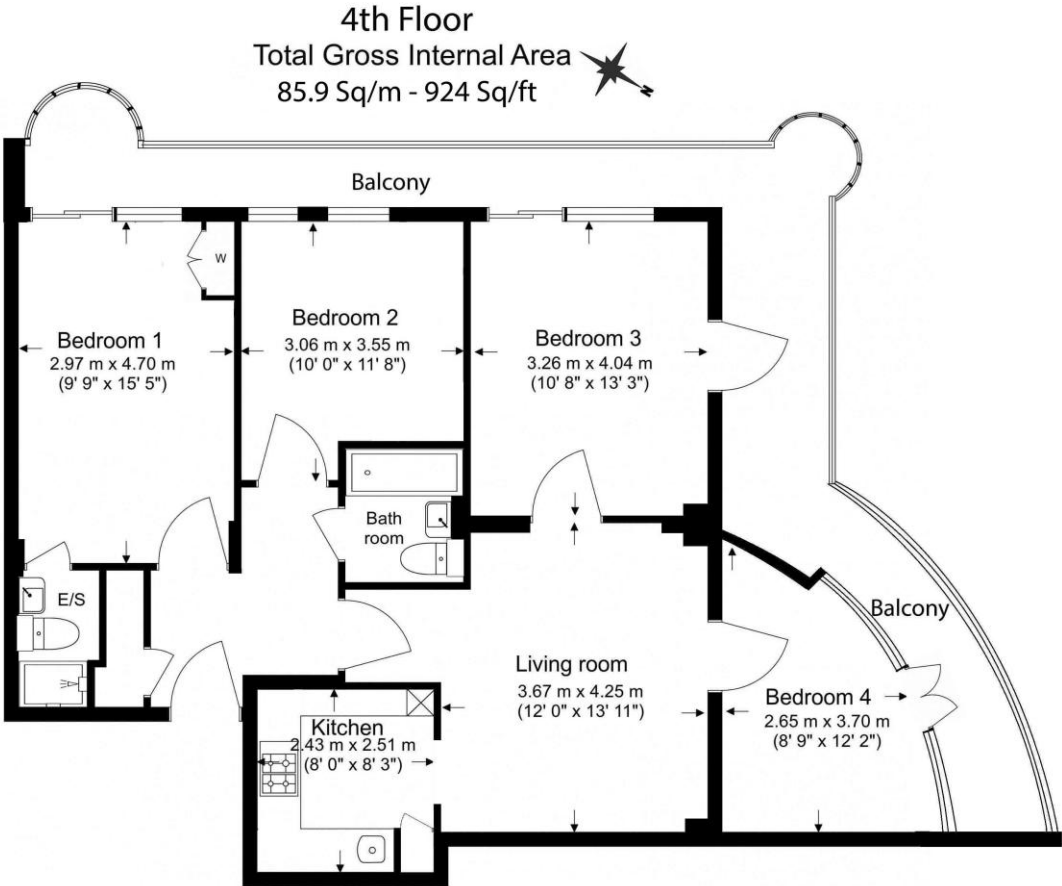 4th Floor
Total Gross Internal Area
85.9 Sq/m - 924 Sq/ft
N
Balcony
W
Bedroom 1
2.97 m x 4.70 m
(9' 9" x 15' 5")
Bedroom 2
3.06 m x 3.55 m
(10' 0" x 11' 8")
Bedroom 3
3.26 m x 4.04 m
(10' 8" x 13' 3")
Bath
room
E/S
Balcony
Living room
3.67 m x 4.25 m
(12' 0" x 13' 11")
Bedroom 4
2.65 m x 3.70 m
(8' 9" x 12' 2")
Kitchen
2.43 m x 2.51 m
(8' 0" x 8' 3")